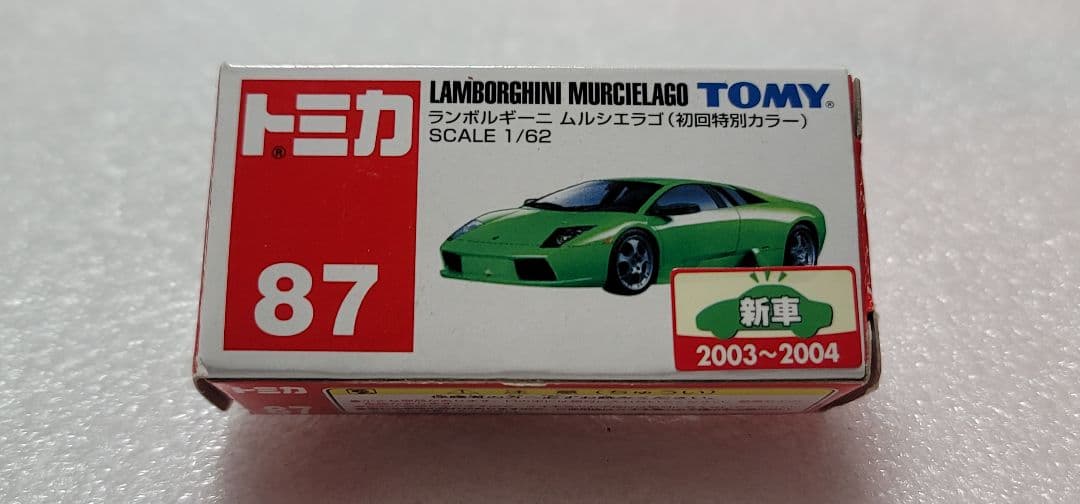 トミカ®
LAMBORGHINI MURCIELAGO TOMY®
ランボルギーニ ムルシエラゴ(初回特別カラー)
SCALE 1/62
87
新車
2003~2004
トミカ
87